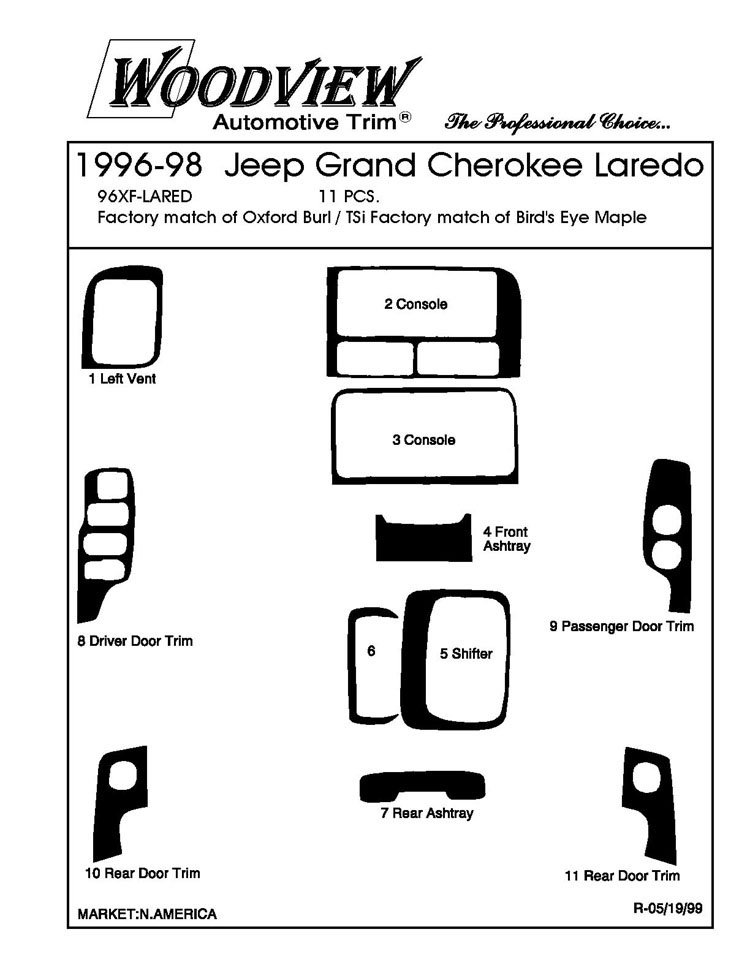 WOODVIEW
Automotive Trim®
The Professional Choice...
1996-98 Jeep Grand Cherokee Laredo
96XF-LARED 11 PCS.
Factory match of Oxford Burl / TSi Factory match of Bird's Eye Maple
2 Console
1 Left Vent
3 Console
4 Front
Ashtray
8 Driver Door Trim
9 Passenger Door Trim
6
5 Shifter
7 Rear Ashtray
10 Rear Door Trim
11 Rear Door Trim
MARKET:N.AMERICA
R-05/19/99